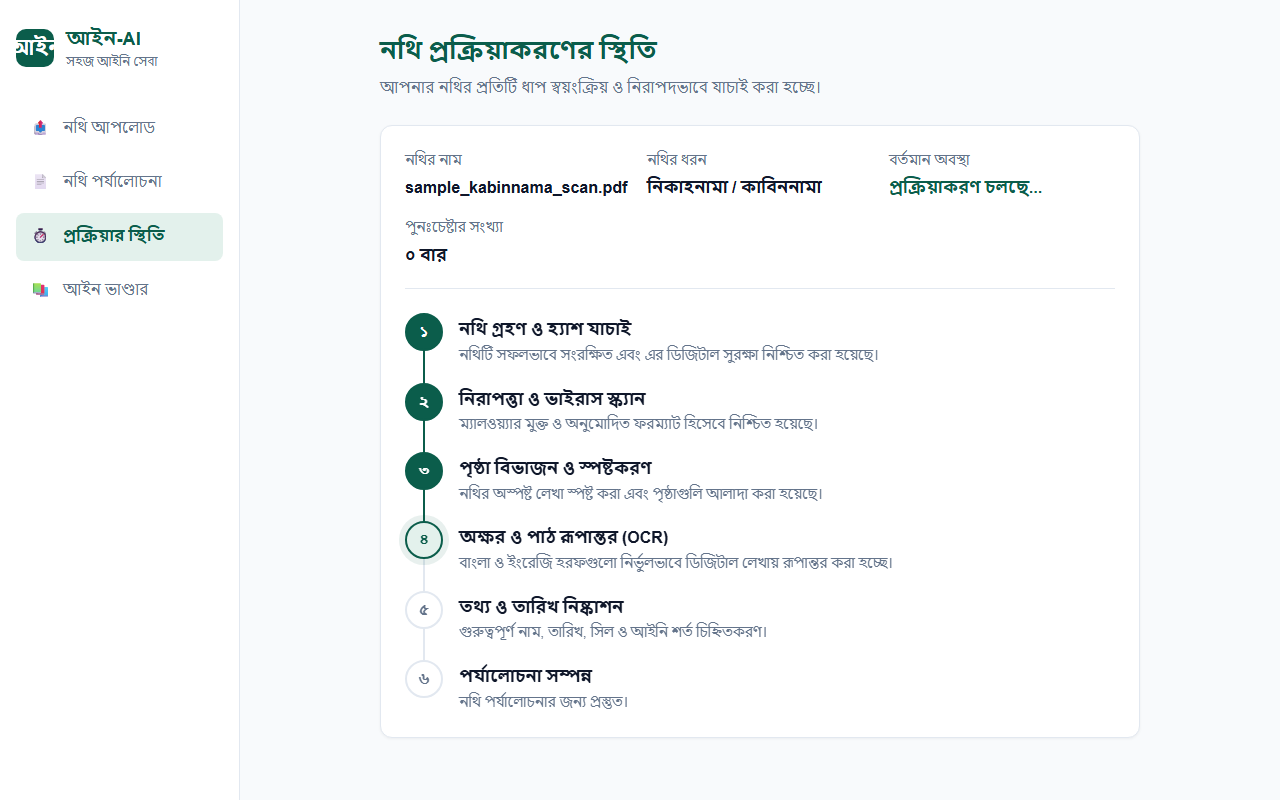 আইন
আইন-AI
সহজ আইনি সেবা
নথি আপলোড
নথি পর্যালোচনা
প্রক্রিয়ার স্থিতি
আইন ভাণ্ডার
নথি প্রক্রিয়াকরণের স্থিতি
আপনার নথির প্রতিটি ধাপ স্বয়ংক্রিয় ও নিরাপদভাবে যাচাই করা হচ্ছে।
নথির নাম
sample_kabinnama_scan.pdf
নথির ধরন
নিকাহনামা / কাবিননামা
বর্তমান অবস্থা
প্রক্রিয়াকরণ চলছে...
পুনঃচেষ্টার সংখ্যা
০ বার
১
নথি গ্রহণ ও হ্যাশ যাচাই
নথিটি সফলভাবে সংরক্ষিত এবং এর ডিজিটাল সুরক্ষা নিশ্চিত করা হয়েছে।
২
নিরাপত্তা ও ভাইরাস স্ক্যান
ম্যালওয়্যার মুক্ত ও অনুমোদিত ফরম্যাট হিসেবে নিশ্চিত হয়েছে।
৩
পৃষ্ঠা বিভাজন ও স্পষ্টকরণ
নথির অস্পষ্ট লেখা স্পষ্ট করা এবং পৃষ্ঠাগুলি আলাদা করা হয়েছে।
৪
অক্ষর ও পাঠ রূপান্তর (OCR)
বাংলা ও ইংরেজি হরফগুলো নির্ভুলভাবে ডিজিটাল লেখায় রূপান্তর করা হচ্ছে।
৫
তথ্য ও তারিখ নিষ্কাশন
গুরুত্বপূর্ণ নাম, তারিখ, সিল ও আইনি শর্ত চিহ্নিতকরণ।
৬
পর্যালোচনা সম্পন্ন
নথি পর্যালোচনার জন্য প্রস্তুত।